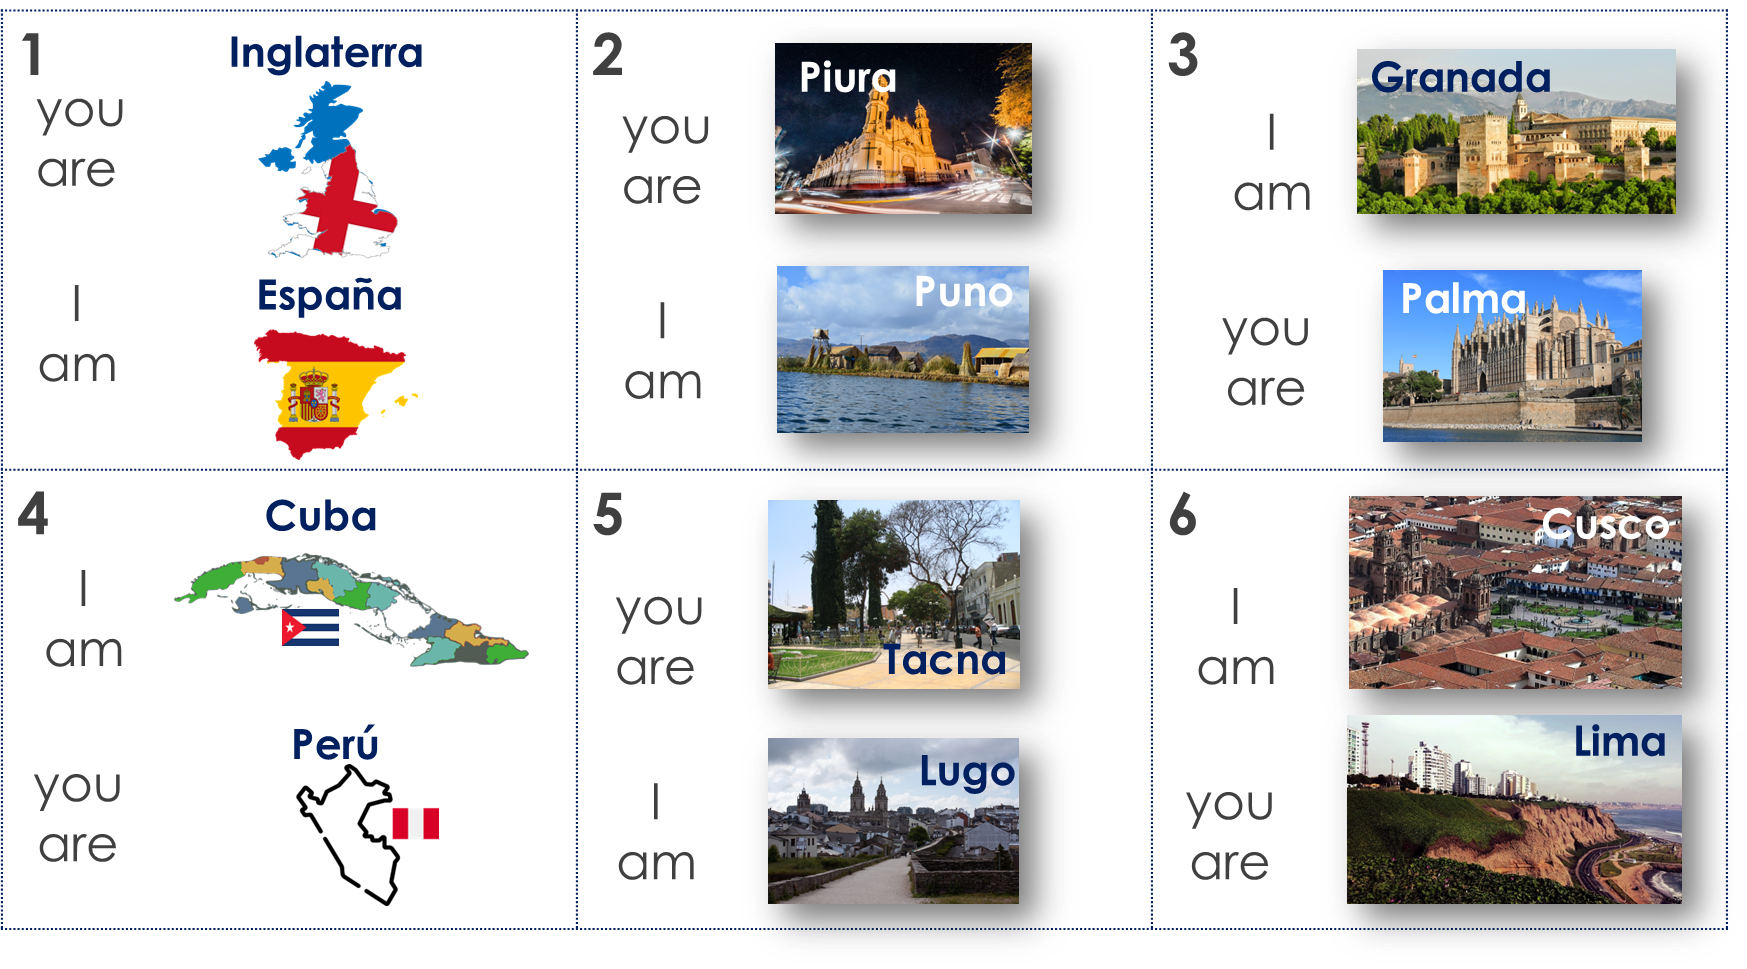 1
Inglaterra
you
are
España
I
am
2
Piura
you
are
Puno
I
am
3
Granada
I
am
Palma
you
are
4
Cuba
I
am
Perú
you
are
5
you
are
Tacna
Lugo
I
am
6
Cusco
I
am
Lima
you
are